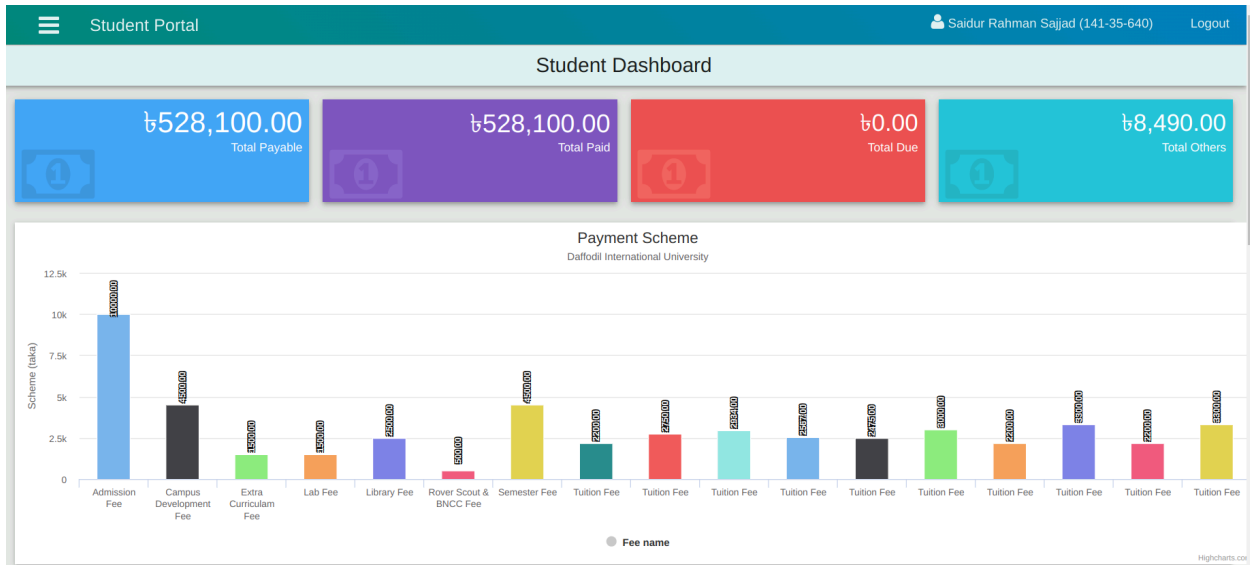 Student Portal
Saidur Rahman Sajjad (141-35-640)
Logout
Student Dashboard
৳528,100.00
Total Payable
৳528,100.00
Total Paid
৳0.00
Total Due
৳8,490.00
Total Others
1
1
1
1
Payment Scheme
Daffodil International University
Scheme (taka)
12.5k
10k
7.5k
5k
2.5k
0
10000.00
4500.00
1500.00
1500.00
2500.00
500.00
4500.00
2200.00
2750.00
2934.00
2567.00
2475.00
3000.00
2200.00
3300.00
2200.00
3300.00
Admission
Fee
Campus
Development
Fee
Extra
Curriculam
Fee
Lab Fee
Library Fee
Rover Scout &
BNCC Fee
Semester Fee
Tuition Fee
Tuition Fee
Tuition Fee
Tuition Fee
Tuition Fee
Tuition Fee
Tuition Fee
Tuition Fee
Tuition Fee
Tuition Fee
Fee name